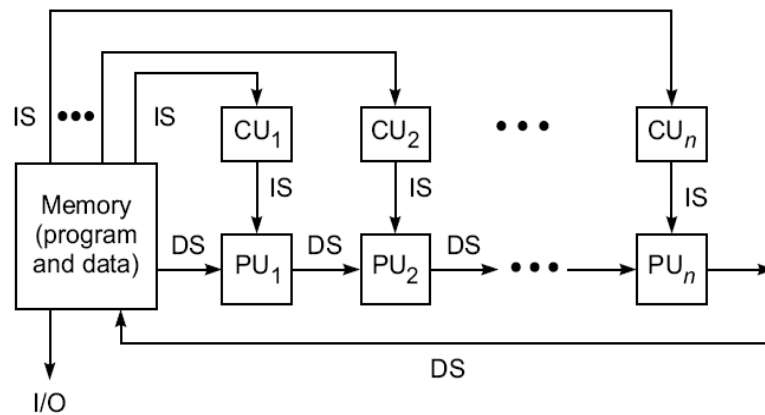 IS ••• IS
CU1 CU2 ••• CUn
IS IS IS
Memory
(program
and data)
DS PU1 DS PU2 DS ••• PUn
DS
I/O